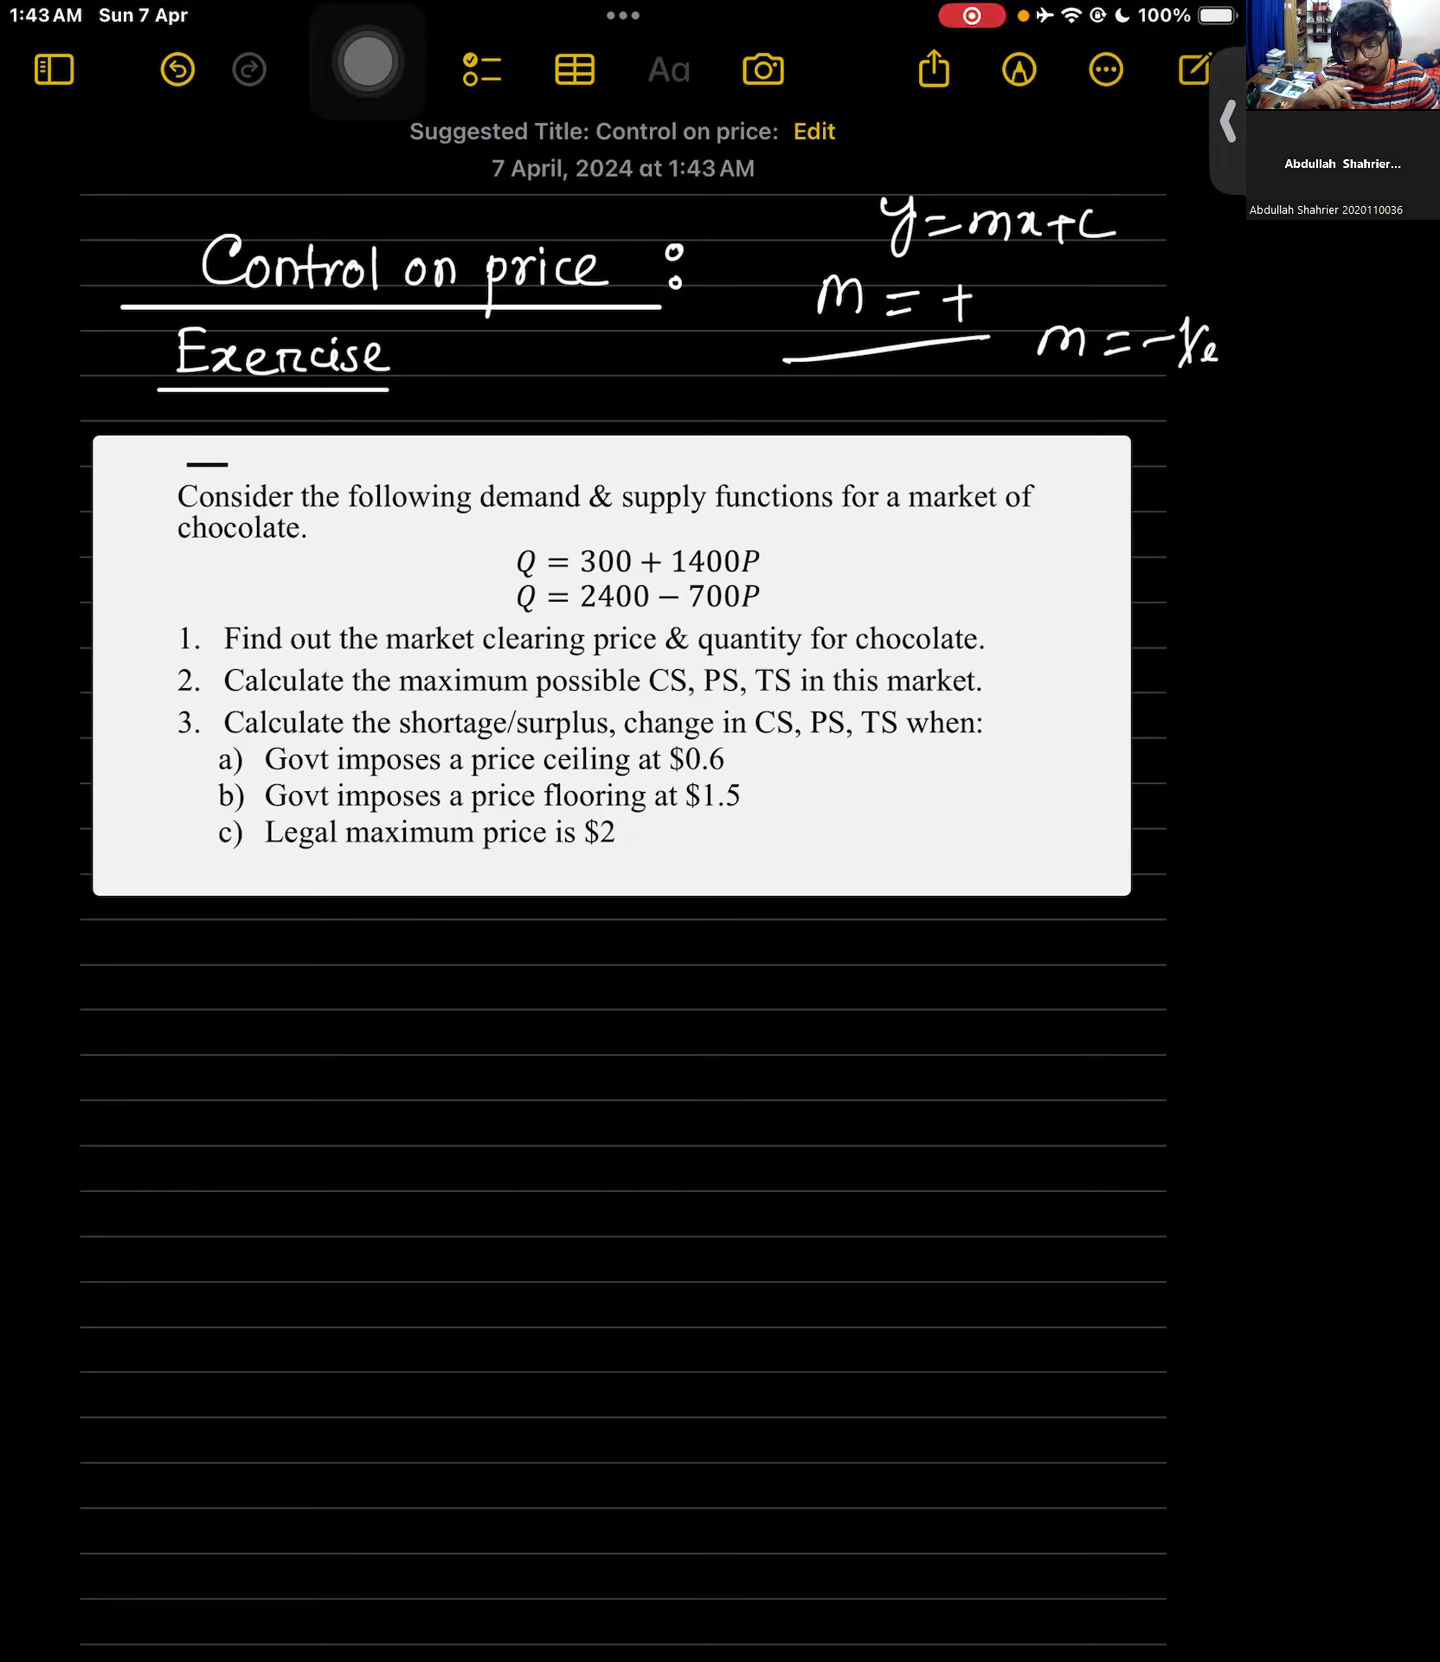 1:43 AM Sun 7 Apr
100%
Aa
Suggested Title: Control on price: Edit
7 April, 2024 at 1:43 AM
Abdullah Shahrier...
Abdullah Shahrier 2020110036
y=mx+c
Control on price :
m = +
m = -ve
Exercise
Consider the following demand & supply functions for a market of
chocolate.
Q = 300 + 1400P
Q = 2400 − 700P
1. Find out the market clearing price & quantity for chocolate.
2. Calculate the maximum possible CS, PS, TS in this market.
3. Calculate the shortage/surplus, change in CS, PS, TS when:
a) Govt imposes a price ceiling at $0.6
b) Govt imposes a price flooring at $1.5
c) Legal maximum price is $2